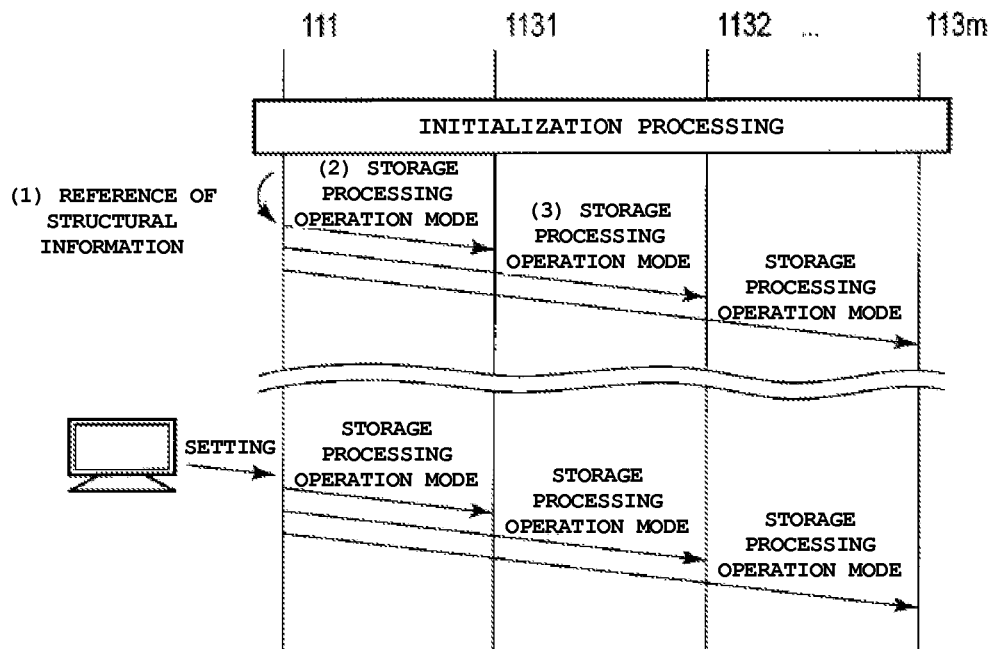 111 1131 1132 ... 113m
INITIALIZATION PROCESSING
(1) REFERENCE OF
STRUCTURAL
INFORMATION
(2) STORAGE
PROCESSING
OPERATION MODE
(3) STORAGE
PROCESSING
OPERATION MODE
STORAGE
PROCESSING
OPERATION MODE
SETTING
STORAGE
PROCESSING
OPERATION MODE
STORAGE
PROCESSING
OPERATION MODE
STORAGE
PROCESSING
OPERATION MODE